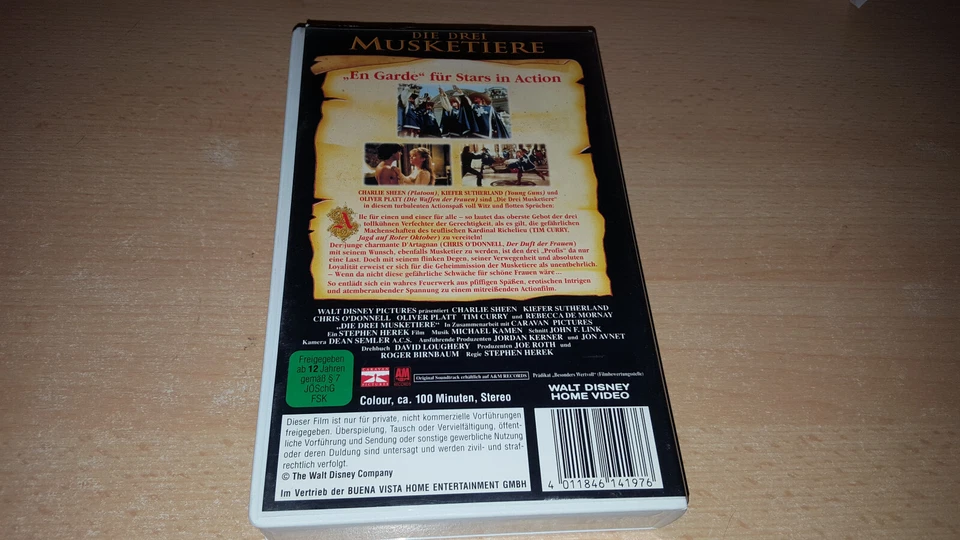 DIE DREI
MUSKETIERE
„En Garde“ für Stars in Action
CHARLIE SHEEN (Platoon), KIEFER SUTHERLAND (Young Guns) und
OLIVER PLATT (Die Waffen der Frauen) sind „Die Drei Musketiere“
in diesem turbulenten Actionspaß voll Witz und flotten Sprüchen:
Alle für einen und einer für alle – so lautet das oberste Gebot der drei
tollkühnen Verfechter der Gerechtigkeit, als es gilt, die gefährlichen
Machenschaften des teuflischen Kardinal Richelieu (TIM CURRY,
Jagd auf Roter Oktober) zu vereiteln!
Der junge charmante D'Artagnan (CHRIS O'DONNELL, Der Duft der Frauen)
mit seinem Wunsch, ebenfalls Musketier zu werden, ist den drei „Profis“ da nur
eine Last. Doch mit seinem flinken Degen, seiner Verwegenheit und absoluten
Loyalität erweist er sich für die Geheimmission der Musketiere als unentbehrlich.
– Wenn da nicht diese gefährliche Schwäche für schöne Frauen wäre ...
So entlädt sich ein wahres Feuerwerk aus pfiffigen Späßen, erotischen Intrigen
und atemberaubender Spannung zu einem mitreißenden Actionfilm.
WALT DISNEY PICTURES präsentiert CHARLIE SHEEN KIEFER SUTHERLAND
CHRIS O'DONNELL OLIVER PLATT TIM CURRY und REBECCA DE MORNAY
„DIE DREI MUSKETIERE“ In Zusammenarbeit mit CARAVAN PICTURES
Ein STEPHEN HEREK Film Musik MICHAEL KAMEN Schnitt JOHN F. LINK
Kamera DEAN SEMLER A.C.S. Ausführende Produzenten JORDAN KERNER und JON AVNET
Drehbuch DAVID LOUGHERY Produzenten JOE ROTH und
ROGER BIRNBAUM Regie STEPHEN HEREK
Freigegeben
ab 12 Jahren
gemäß § 7
JÖSchG
FSK
CARAVAN
PICTURES
A&M
RECORDS
Original Soundtrack erhältlich auf A&M RECORDS
Prädikat „Besonders Wertvoll“ (Filmbewertungsstelle)
Colour, ca. 100 Minuten, Stereo
WALT DISNEY
HOME VIDEO
Dieser Film ist nur für private, nicht kommerzielle Vorführungen
freigegeben. Überspielung, Tausch oder Vervielfältigung, öffent-
liche Vorführung und Sendung oder sonstige gewerbliche Nutzung
oder deren Duldung sind untersagt und werden zivil- und straf-
rechtlich verfolgt.
© The Walt Disney Company
Im Vertrieb der BUENA VISTA HOME ENTERTAINMENT GMBH
4 011846 141976